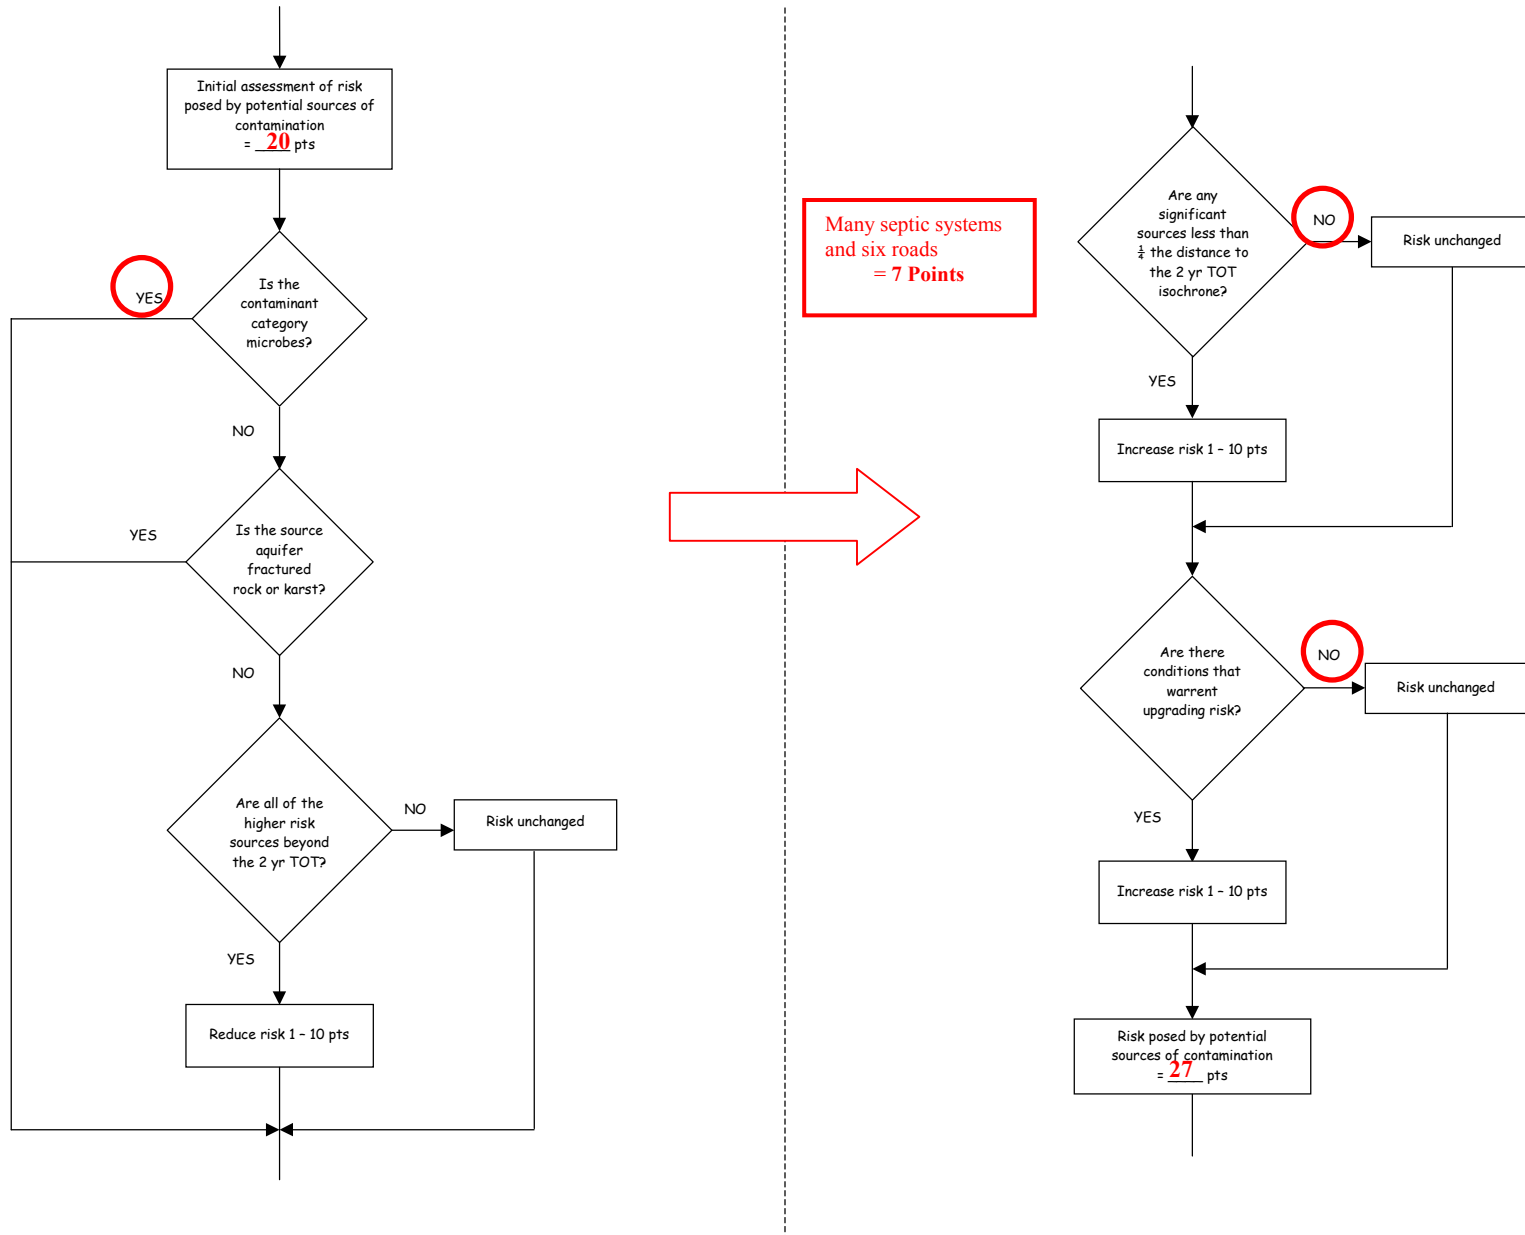 Initial assessment of risk
posed by potential sources of
contamination
= 20 pts
Is the
contaminant
category
microbes?
YES
NO
Is the source
aquifer
fractured
rock or karst?
YES
NO
Are all of the
higher risk
sources beyond
the 2 yr TOT?
NO
Risk unchanged
YES
Reduce risk 1 – 10 pts
Many septic systems
and six roads
= 7 Points
Are any
significant
sources less than
¼ the distance to
the 2 yr TOT
isochrone?
NO
Risk unchanged
YES
Increase risk 1 – 10 pts
Are there
conditions that
warrent
upgrading risk?
NO
Risk unchanged
YES
Increase risk 1 – 10 pts
Risk posed by potential
sources of contamination
= 27 pts